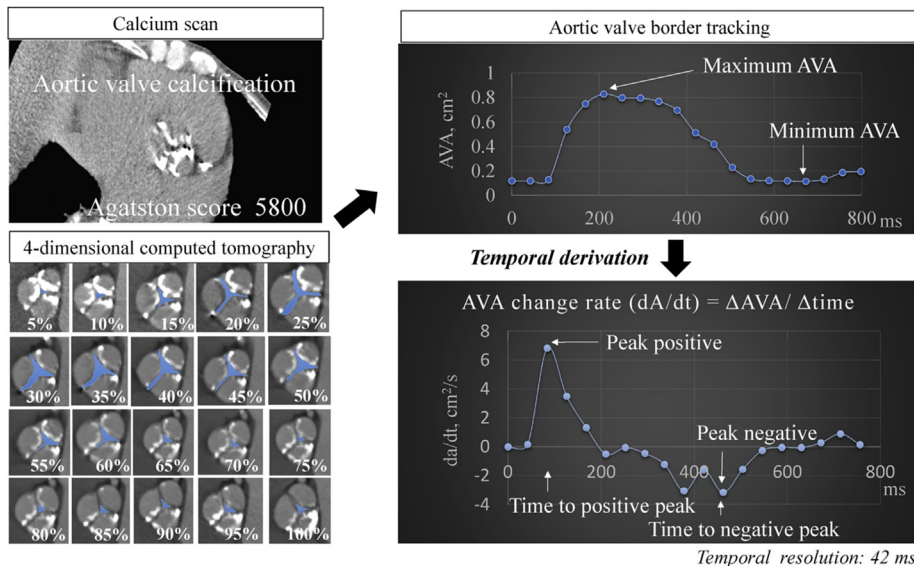 Calcium scan
Aortic valve calcification
Agatston score 5800
4-dimensional computed tomography
5% 10% 15% 20% 25%
30% 35% 40% 45% 50%
55% 60% 65% 70% 75%
80% 85% 90% 95% 100%
Aortic valve border tracking
Maximum AVA
Minimum AVA
AVA, cm²
1
0.8
0.6
0.4
0.2
0
0 200 400 600 800 ms
Temporal derivation
AVA change rate (dA/dt) = ΔAVA/ Δtime
Peak positive
Peak negative
da/dt, cm²/s
8
6
4
2
0
-2
-4
0 200 400 600 800
ms
Time to positive peak
Time to negative peak
Temporal resolution: 42 ms